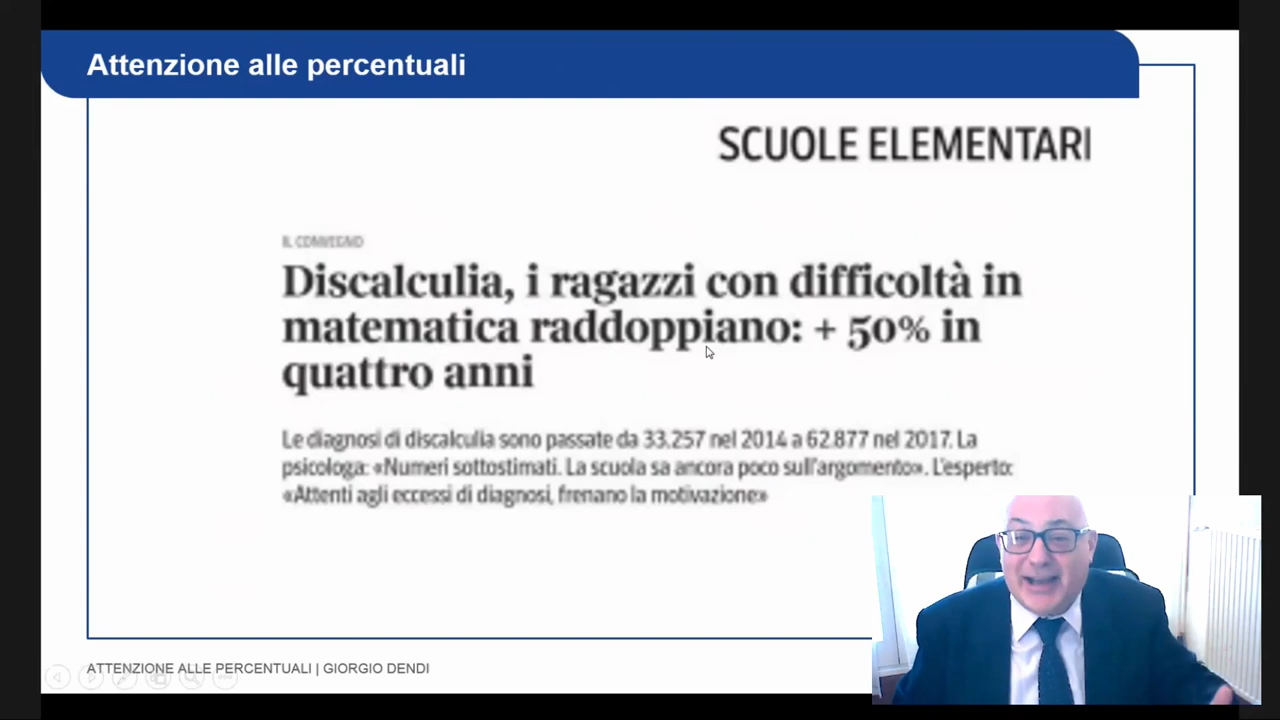 Attenzione alle percentuali
SCUOLE ELEMENTARI
IL CONVEGNO
Discalculia, i ragazzi con difficoltà in
matematica raddoppiano: + 50% in
quattro anni
Le diagnosi di discalculia sono passate da 33.257 nel 2014 a 62.877 nel 2017. La
psicologa: «Numeri sottostimati. La scuola sa ancora poco sull'argomento». L'esperto:
«Attenti agli eccessi di diagnosi, frenano la motivazione»
ATTENZIONE ALLE PERCENTUALI | GIORGIO DENDI